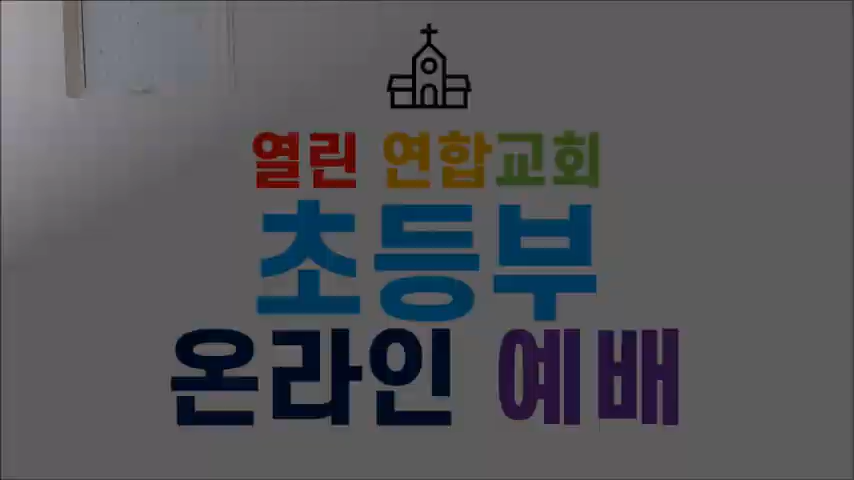 열린 연합교회
초등부
온라인 예배